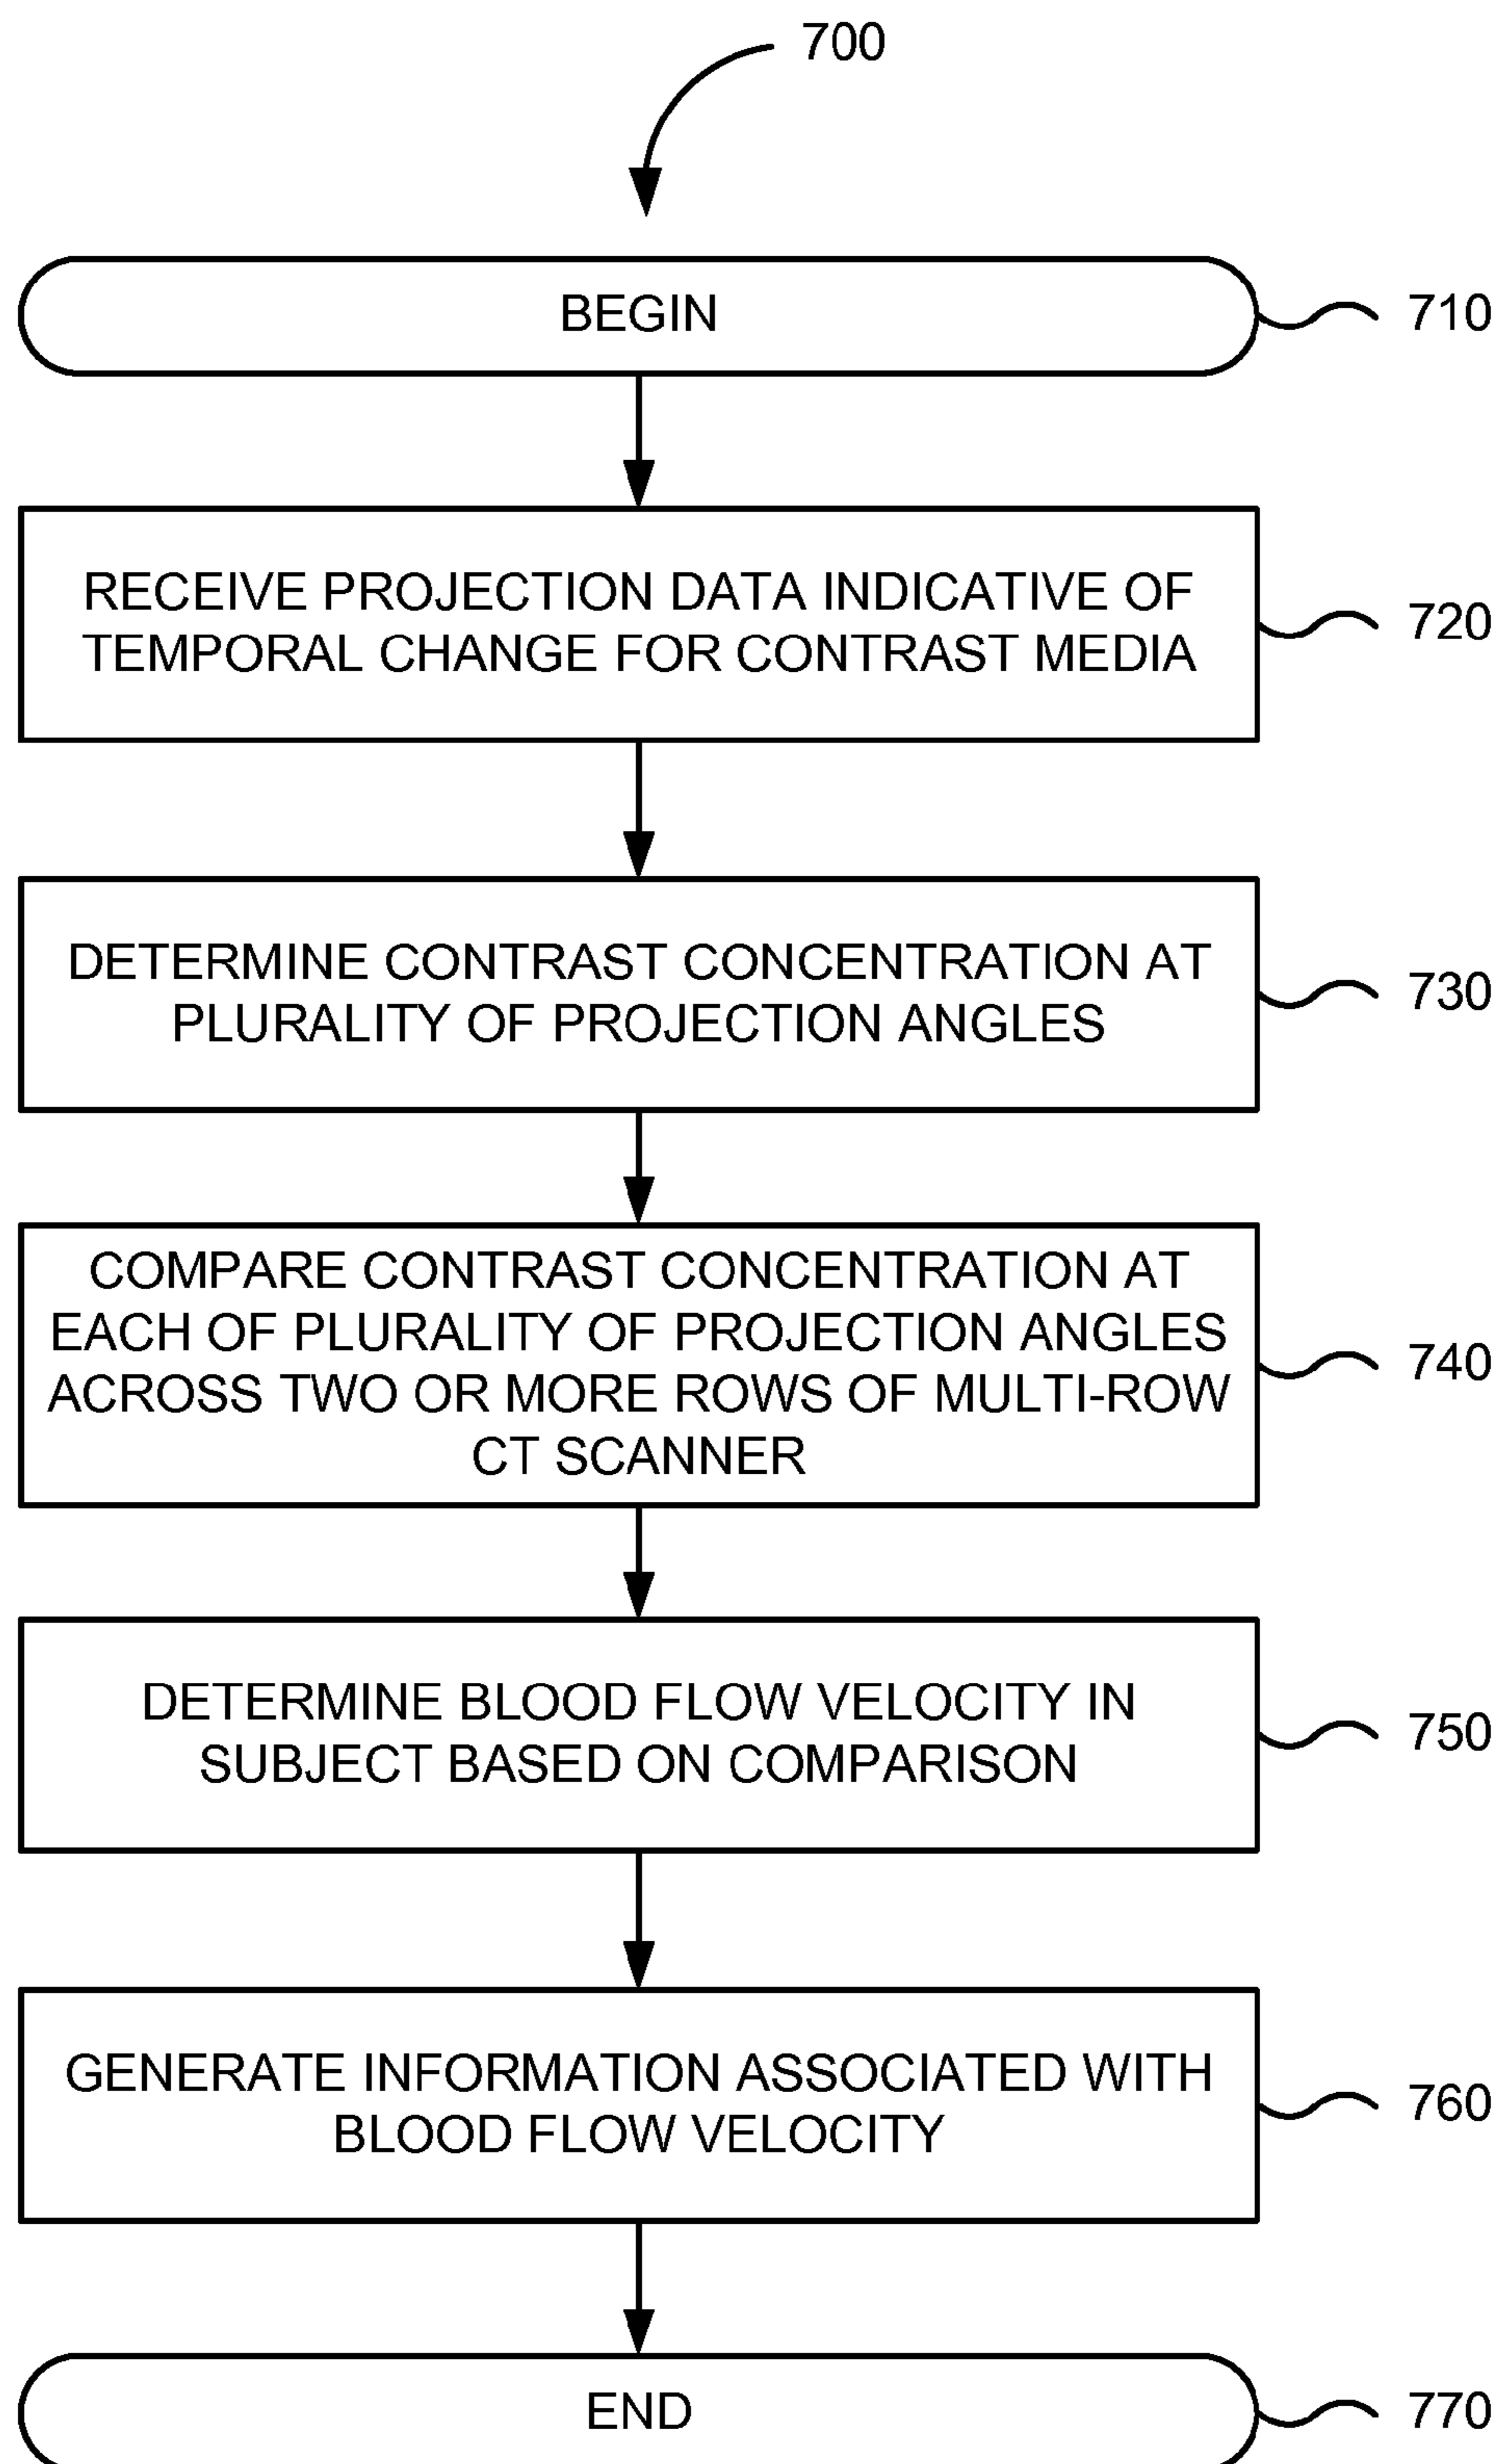 700
BEGIN
710
RECEIVE PROJECTION DATA INDICATIVE OF
TEMPORAL CHANGE FOR CONTRAST MEDIA
720
DETERMINE CONTRAST CONCENTRATION AT
PLURALITY OF PROJECTION ANGLES
730
COMPARE CONTRAST CONCENTRATION AT
EACH OF PLURALITY OF PROJECTION ANGLES
ACROSS TWO OR MORE ROWS OF MULTI-ROW
CT SCANNER
740
DETERMINE BLOOD FLOW VELOCITY IN
SUBJECT BASED ON COMPARISON
750
GENERATE INFORMATION ASSOCIATED WITH
BLOOD FLOW VELOCITY
760
END
770